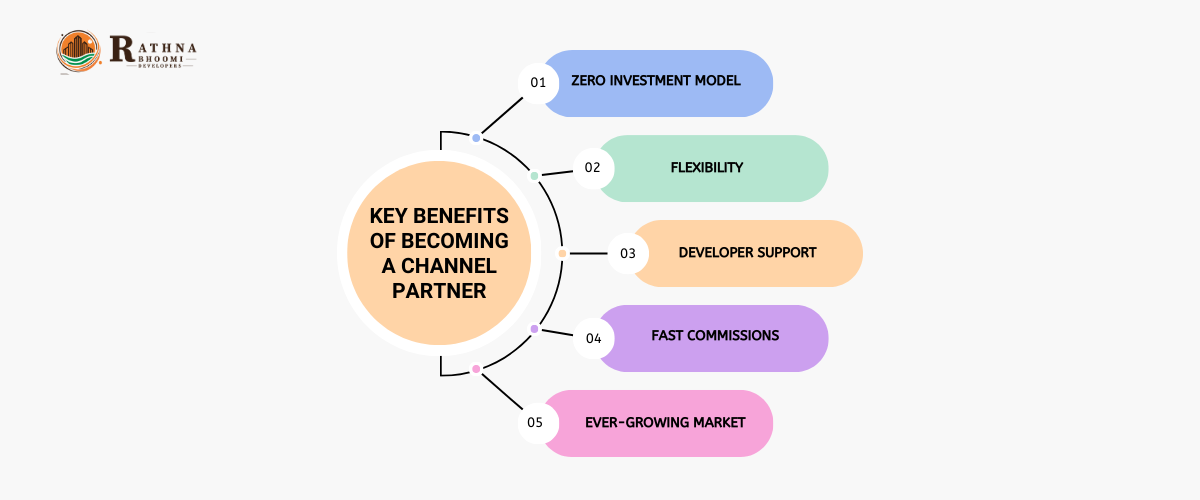 RATHNA
BHOOMI
DEVELOPERS
01
ZERO INVESTMENT MODEL
02
FLEXIBILITY
KEY BENEFITS
OF BECOMING
A CHANNEL
PARTNER
03
DEVELOPER SUPPORT
04
FAST COMMISSIONS
05
EVER-GROWING MARKET